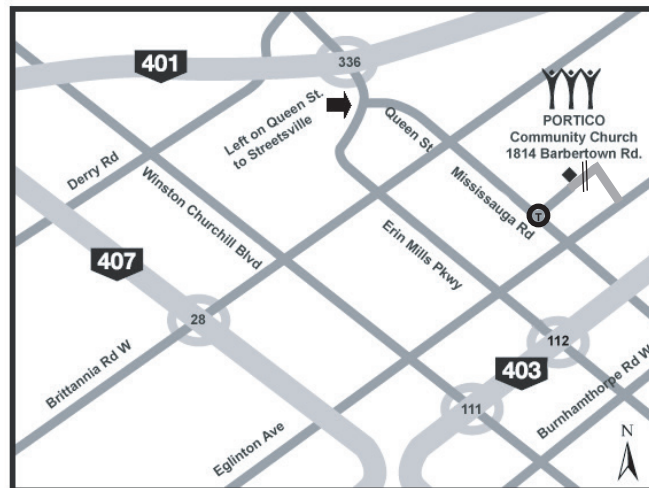 401
336
Left on Queen St.
to Streetsville
PORTICO
Community Church
1814 Barbertown Rd.
Queen St
Derry Rd
Winston Churchill Blvd
Mississauga Rd
T
Erin Mills Pkwy
407
28
112
403
Brittannia Rd W
111
Burnhamthorpe Rd W
Eglinton Ave
N